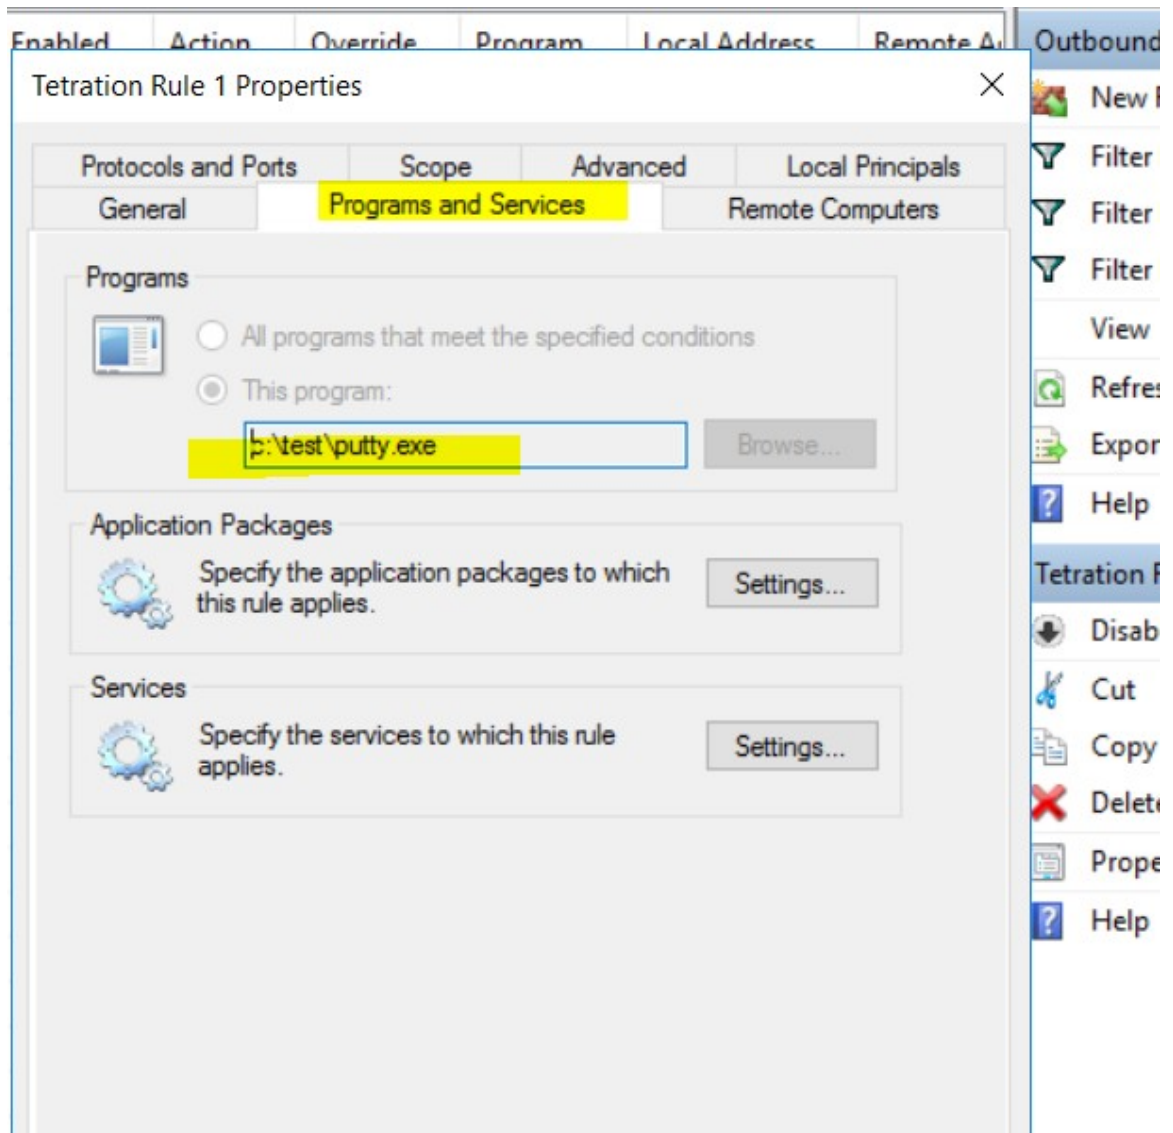 Enabled Action Override Program Local Address Remote A
Outbound
Tetration Rule 1 Properties
Protocols and Ports Scope Advanced Local Principals
General Programs and Services Remote Computers
Programs
All programs that meet the specified conditions
This program:
c:\test\putty.exe
Browse...
Application Packages
Specify the application packages to which
this rule applies.
Settings...
Services
Specify the services to which this rule
applies.
Settings...
New
Filter
Filter
Filter
View
Refres
Expor
Help
Tetration
Disab
Cut
Copy
Delete
Prope
Help